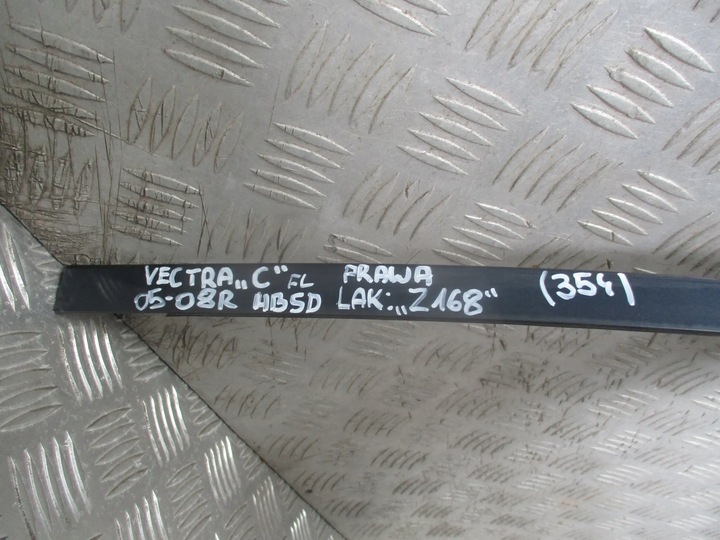 VECTRA „C" FL PRAWA
05-08R HB5D LAK: „Z168"
(354)